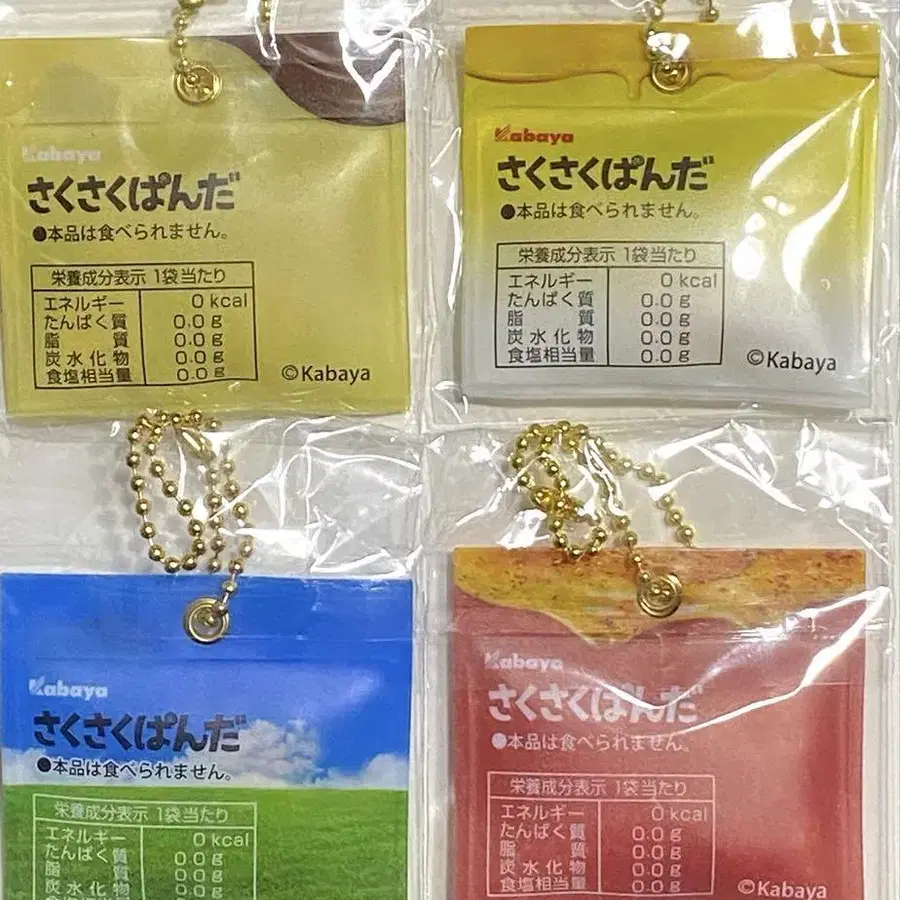 Kabaya
さくさくぱんだ
●本品は食べられません。
栄養成分表示 1袋当たり
エネルギー 0 kcal
たんぱく質 0.0 g
脂質 0.0 g
炭水化物 0.0 g
食塩相当量 0.0 g
©Kabaya
Kabaya
さくさくぱんだ
●本品は食べられません。
栄養成分表示 1袋当たり
エネルギー 0 kcal
たんぱく質 0.0 g
脂質 0.0 g
炭水化物 0.0 g
食塩相当量 0.0 g
©Kabaya
Kabaya
さくさくぱんだ
●本品は食べられません。
栄養成分表示 1袋当たり
エネルギー 0 kcal
たんぱく質 0.0 g
脂質 0.0 g
炭水化物 0.0 g
Kabaya
さくさくぱんだ
●本品は食べられません。
栄養成分表示 1袋当たり
エネルギー 0 kcal
たんぱく質 0.0 g
脂質 0.0 g
炭水化物 0.0 g
食塩相当量 0.0 g
©Kabaya